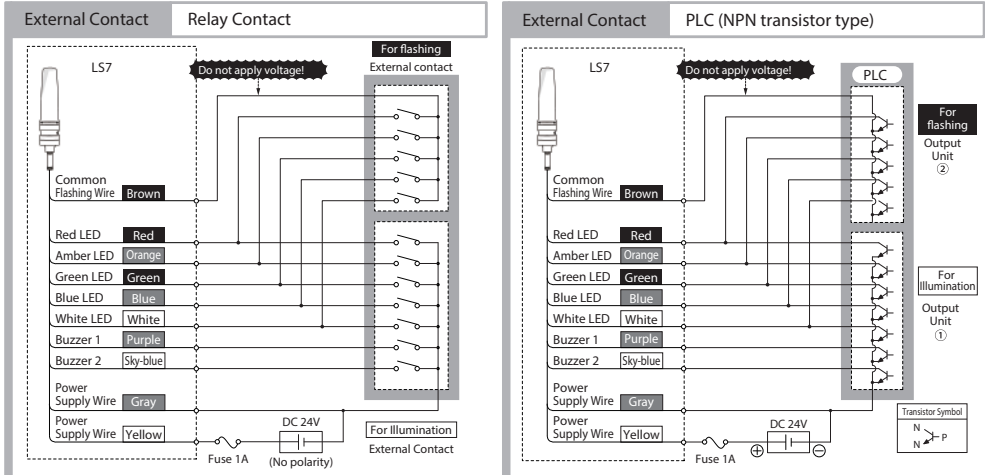 External Contact
Relay Contact
LS7
Do not apply voltage!
For flashing
External contact
Common
Flashing Wire
Brown
Red LED
Red
Amber LED
Orange
Green LED
Green
Blue LED
Blue
White LED
White
Buzzer 1
Purple
Buzzer 2
Sky-blue
Power
Supply Wire
Gray
Power
Supply Wire
Yellow
Fuse 1A
DC 24V
(No polarity)
For Illumination
External Contact
External Contact
PLC (NPN transistor type)
LS7
Do not apply voltage!
PLC
For
flashing
Output
Unit
②
Common
Flashing Wire
Brown
Red LED
Red
Amber LED
Orange
Green LED
Green
Blue LED
Blue
White LED
White
Buzzer 1
Purple
Buzzer 2
Sky-blue
For
Illumination
Output
Unit
①
Power
Supply Wire
Gray
Power
Supply Wire
Yellow
Fuse 1A
DC 24V
⊕
⊖
Transistor Symbol
N
P
N